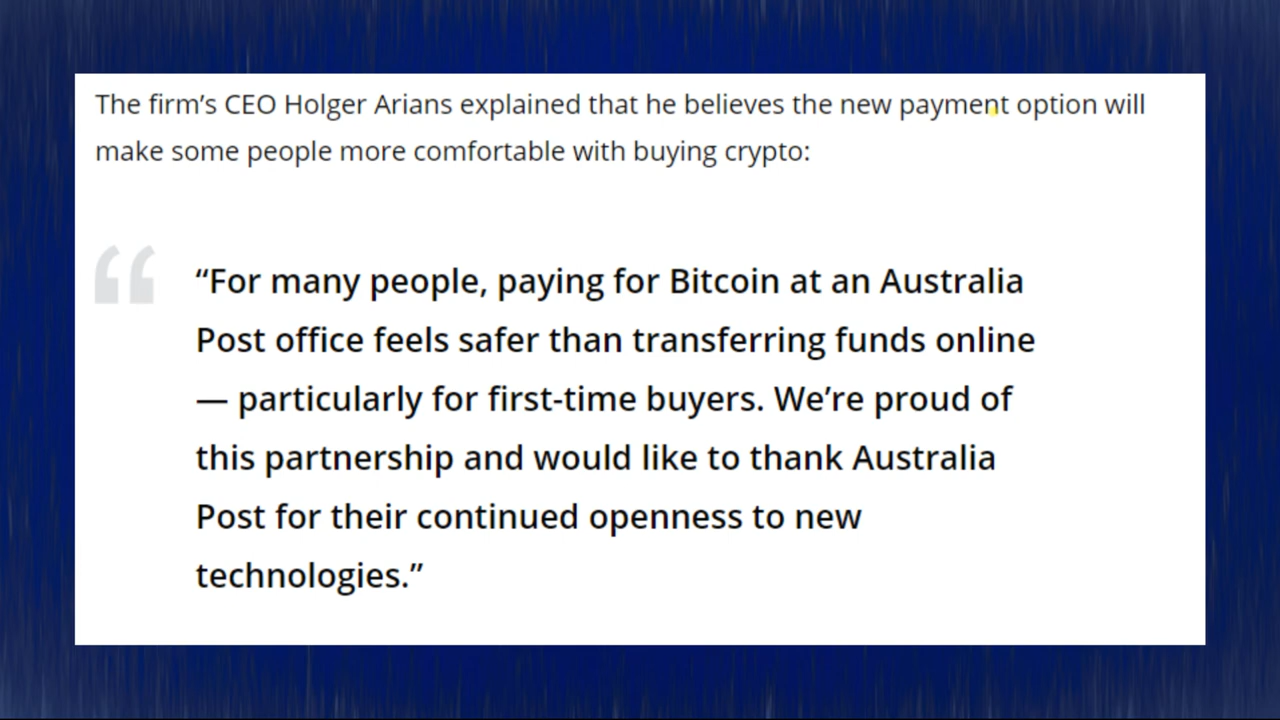 The firm’s CEO Holger Arians explained that he believes the new payment option will
make some people more comfortable with buying crypto:
“For many people, paying for Bitcoin at an Australia
Post office feels safer than transferring funds online
— particularly for first-time buyers. We’re proud of
this partnership and would like to thank Australia
Post for their continued openness to new
technologies.”